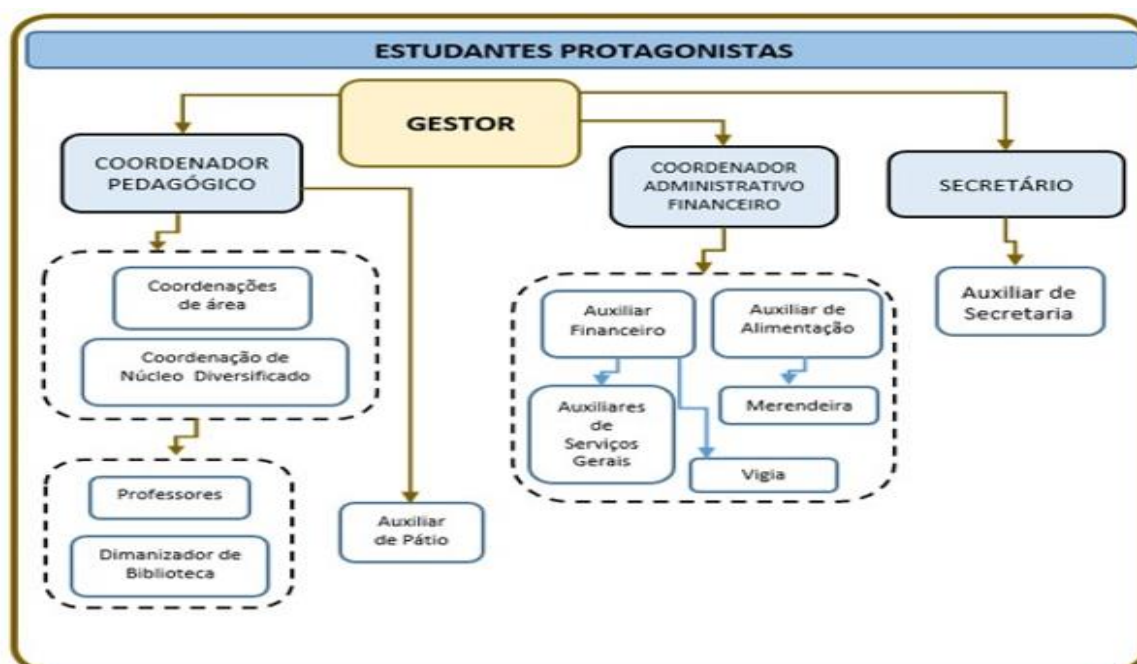 ESTUDANTES PROTAGONISTAS
GESTOR
COORDENADOR
PEDAGÓGICO
COORDENADOR
ADMINISTRATIVO
FINANCEIRO
SECRETÁRIO
Coordenações
de área
Coordenação de
Núcleo Diversificado
Professores
Dimanizador de
Biblioteca
Auxiliar
de Pátio
Auxiliar
Financeiro
Auxiliar de
Alimentação
Auxiliares
de
Serviços
Gerais
Merendeira
Vigia
Auxiliar de
Secretaria